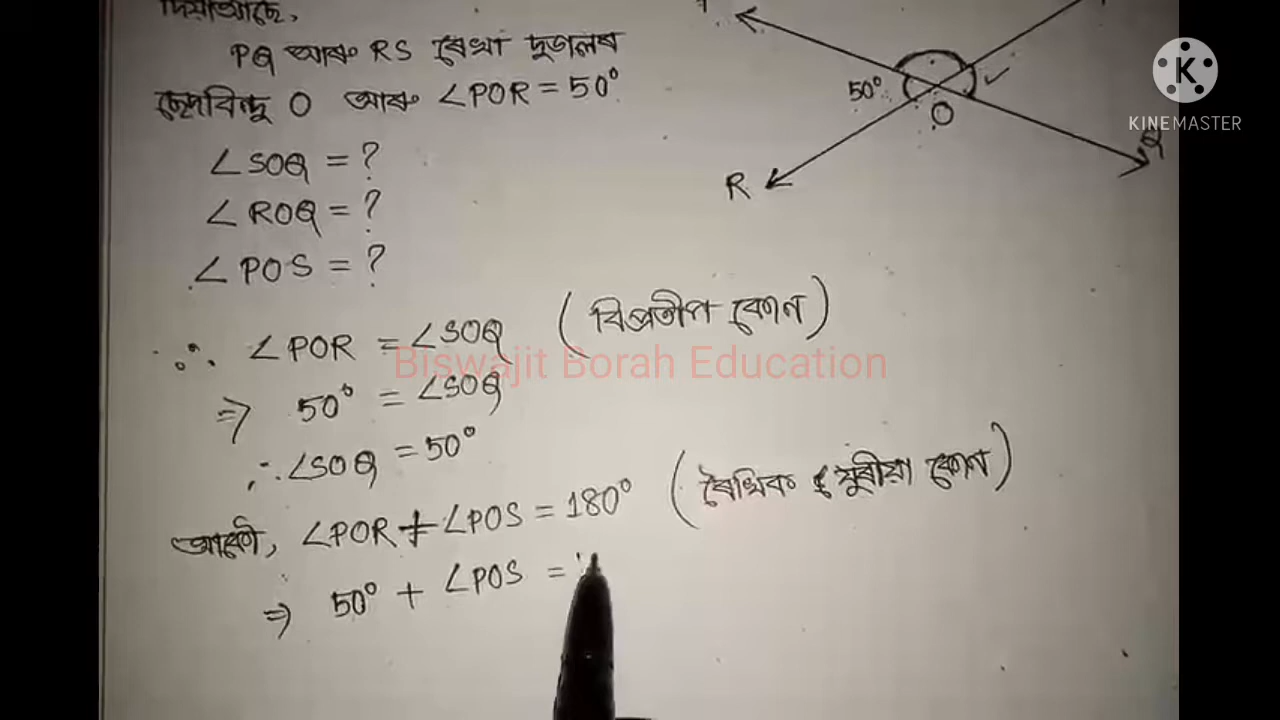 দিয়া আছে,
PQ আৰু RS ৰেখা দুডালৰ
ছেদবিন্দু O আৰু ∠POR = 50°
∠SOQ = ?
∠ROQ = ?
∠POS = ?
∴ ∠POR = ∠SOQ (বিপ্ৰতীপ কোণ)
⇒ 50° = ∠SOQ
∴ ∠SOQ = 50°
আকৌ, ∠POR + ∠POS = 180° (ৰৈখিক যুৰীয়া কোণ)
⇒ 50° + ∠POS =
50°
O
R
Q
K
KINEMASTER
Biswajit Borah Education